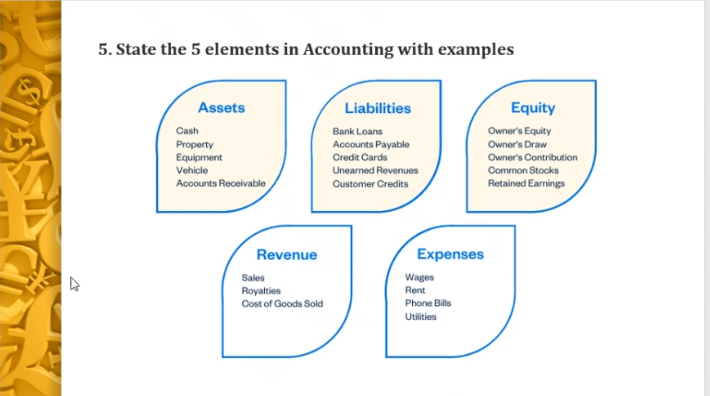 5. State the 5 elements in Accounting with examples
Assets
Cash
Property
Equipment
Vehicle
Accounts Receivable
Liabilities
Bank Loans
Accounts Payable
Credit Cards
Unearned Revenues
Customer Credits
Equity
Owner's Equity
Owner's Draw
Owner's Contribution
Common Stocks
Retained Earnings
Revenue
Sales
Royalties
Cost of Goods Sold
Expenses
Wages
Rent
Phone Bills
Utilities